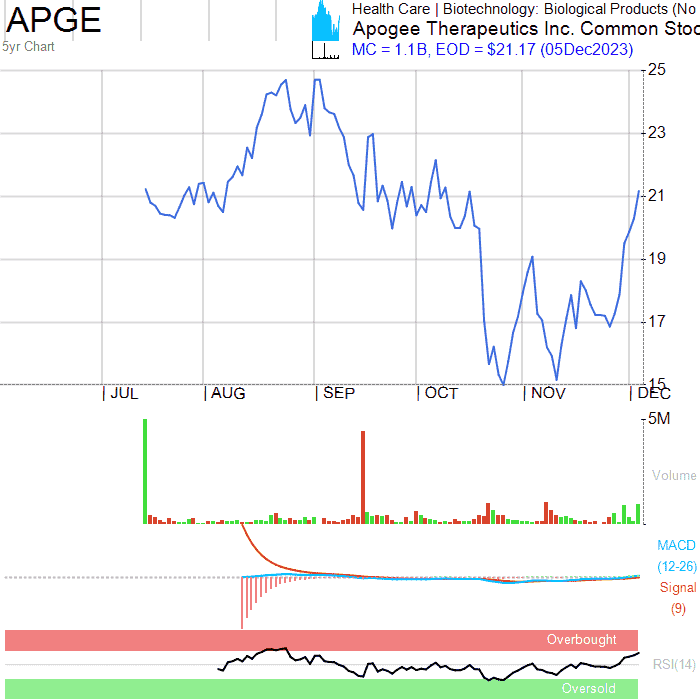 APGE
5yr Chart
Health Care | Biotechnology: Biological Products (No
Apogee Therapeutics Inc. Common Stoc
MC = 1.1B, EOD = $21.17 (05Dec2023)
25
23
21
19
17
15
JUL AUG SEP OCT NOV DEC
5M
Volume
MACD
(12-26)
Signal
(9)
Overbought
RSI(14)
Oversold